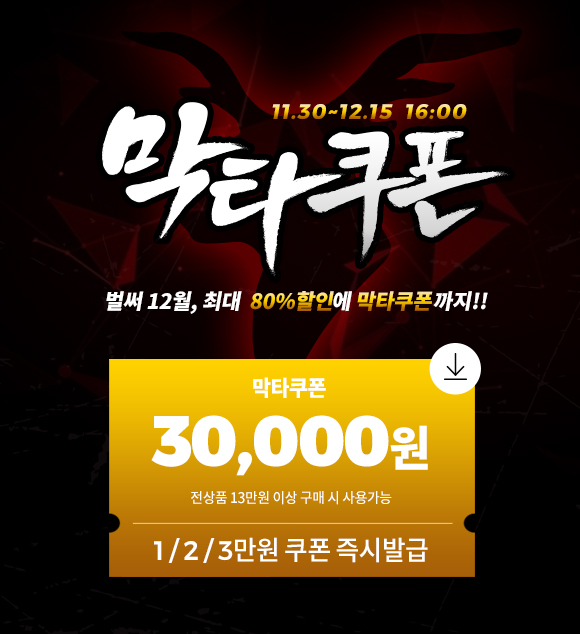 11.30~12.15 16:00
막타쿠폰
벌써 12월, 최대 80%할인에 막타쿠폰까지!!
막타쿠폰
30,000원
전상품 13만원 이상 구매 시 사용가능
1 / 2 / 3만원 쿠폰 즉시발급